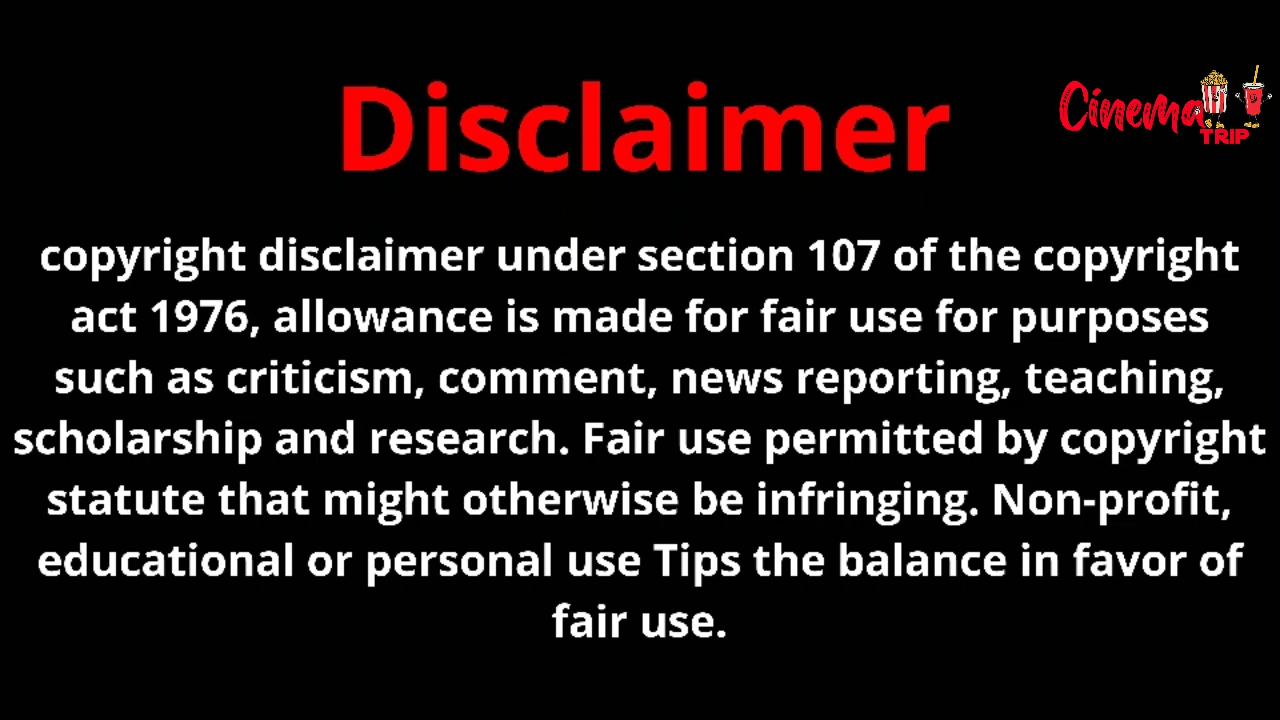 Disclaimer
Cinema
TRIP
copyright disclaimer under section 107 of the copyright
act 1976, allowance is made for fair use for purposes
such as criticism, comment, news reporting, teaching,
scholarship and research. Fair use permitted by copyright
statute that might otherwise be infringing. Non-profit,
educational or personal use Tips the balance in favor of
fair use.